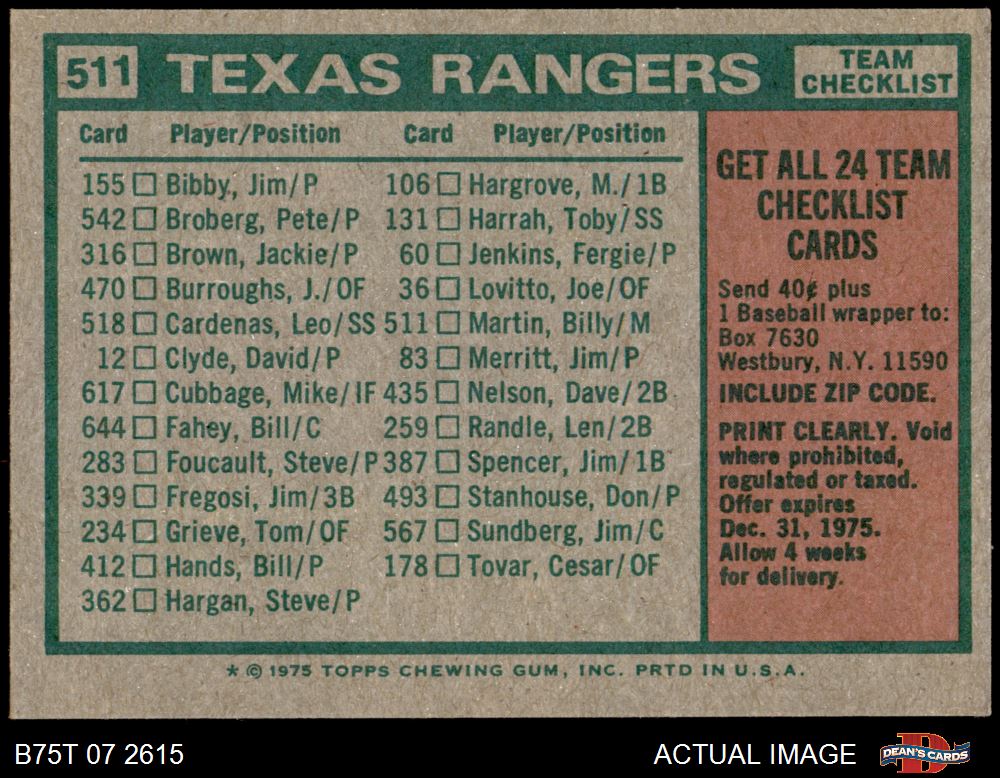 511 TEXAS RANGERS TEAM CHECKLIST
Card Player/Position Card Player/Position
155 Bibby, Jim/P 106 Hargrove, M./1B
542 Broberg, Pete/P 131 Harrah, Toby/SS
316 Brown, Jackie/P 60 Jenkins, Fergie/P
470 Burroughs, J./OF 36 Lovitto, Joe/OF
518 Cardenas, Leo/SS 511 Martin, Billy/M
12 Clyde, David/P 83 Merritt, Jim/P
617 Cubbage, Mike/IF 435 Nelson, Dave/2B
644 Fahey, Bill/C 259 Randle, Len/2B
283 Foucault, Steve/P 387 Spencer, Jim/1B
339 Fregosi, Jim/3B 493 Stanhouse, Don/P
234 Grieve, Tom/OF 567 Sundberg, Jim/C
412 Hands, Bill/P 178 Tovar, Cesar/OF
362 Hargan, Steve/P
GET ALL 24 TEAM
CHECKLIST
CARDS
Send 40¢ plus
1 Baseball wrapper to:
Box 7630
Westbury, N.Y. 11590
INCLUDE ZIP CODE.
PRINT CLEARLY. Void
where prohibited,
regulated or taxed.
Offer expires
Dec. 31, 1975.
Allow 4 weeks
for delivery.
* © 1975 TOPPS CHEWING GUM, INC. PRTD IN U.S.A.
B75T 07 2615 ACTUAL IMAGE DEAN'S CARDS